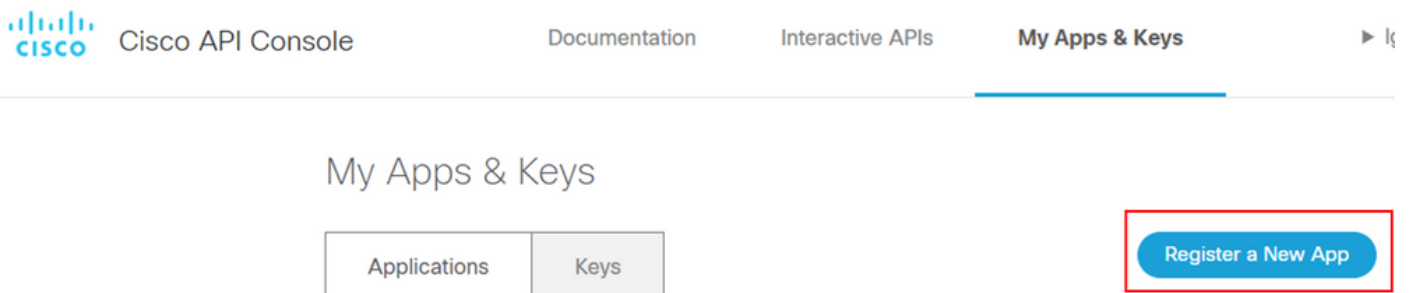 CISCO Cisco API Console Documentation Interactive APIs My Apps & Keys
My Apps & Keys
Applications Keys Register a New App